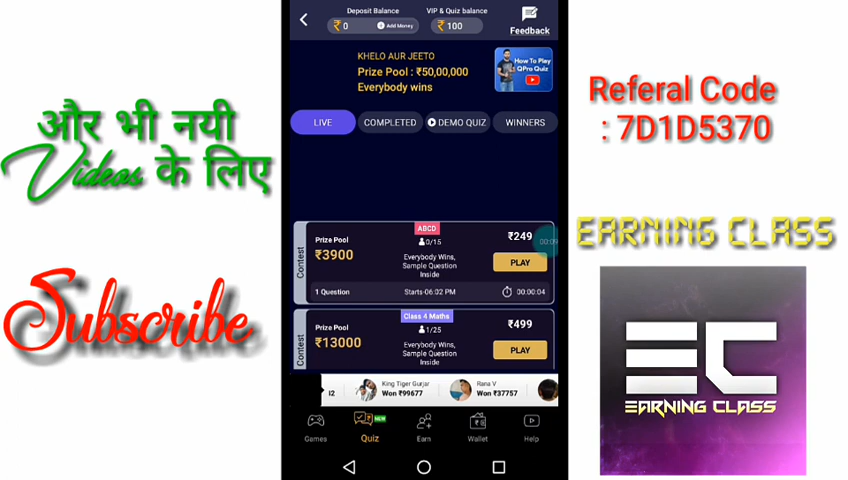 और भी नयी
Videos के लिए
Subscribe
Deposit Balance
₹ 0
Add Money
VIP & Quiz balance
₹ 100
Feedback
KHELO AUR JEETO
Prize Pool : ₹50,00,000
Everybody wins
How To Play
QPro Quiz
LIVE
COMPLETED
DEMO QUIZ
WINNERS
Contest
ABCD
Prize Pool
₹3900
0/15
Everybody Wins,
Sample Question
Inside
₹249
00:09
PLAY
1 Question
Starts-06:02 PM
00:00:04
Contest
Class 4 Maths
Prize Pool
₹13000
1/25
Everybody Wins,
Sample Question
Inside
₹499
PLAY
King Tiger Gurjar
Won ₹99677
Rana V
Won ₹37757
Games
Quiz
NEW
Earn
Wallet
Help
Referal Code
: 7D1D5370
EARNING CLASS
EC
EARNING CLASS